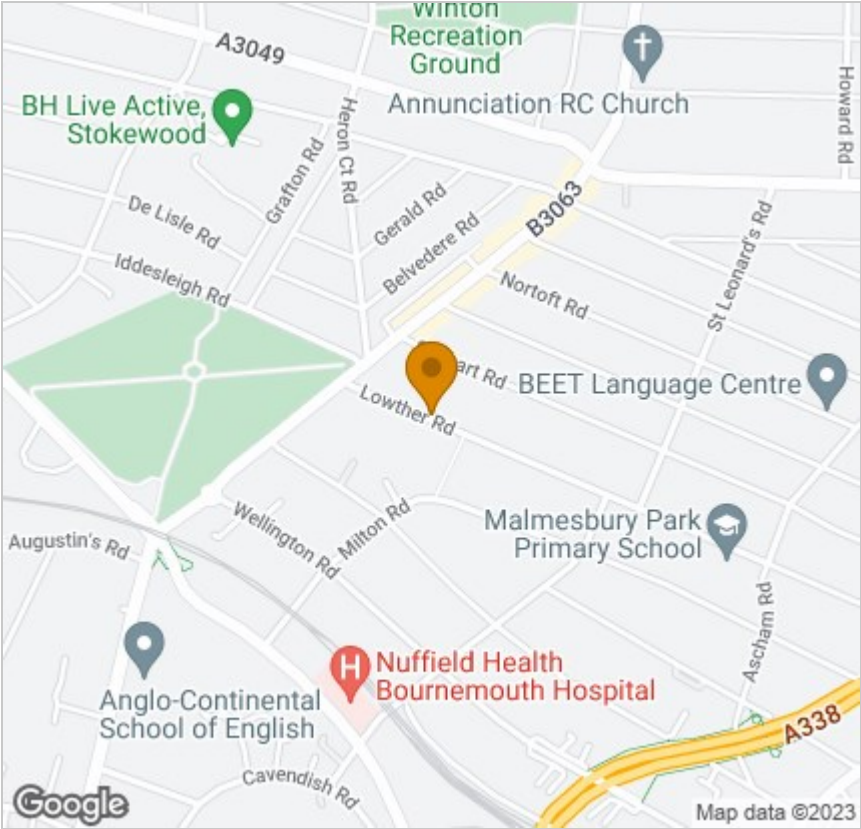 Winton
Recreation
Ground
A3049
BH Live Active,
Stokewood
Annunciation RC Church
Howard Rd
Heron Ct Rd
Grafton Rd
De Lisle Rd
Gerald Rd
B3063
Belvedere Rd
Iddesleigh Rd
Nortoft Rd
St Leonard's Rd
art Rd
BEET Language Centre
Lowther Rd
Wellington Rd
Milton Rd
Malmesbury Park
Primary School
Augustin's Rd
Ascham Rd
Nuffield Health
Bournemouth Hospital
H
Anglo-Continental
School of English
A338
Cavendish Rd
Google
Map data ©2023